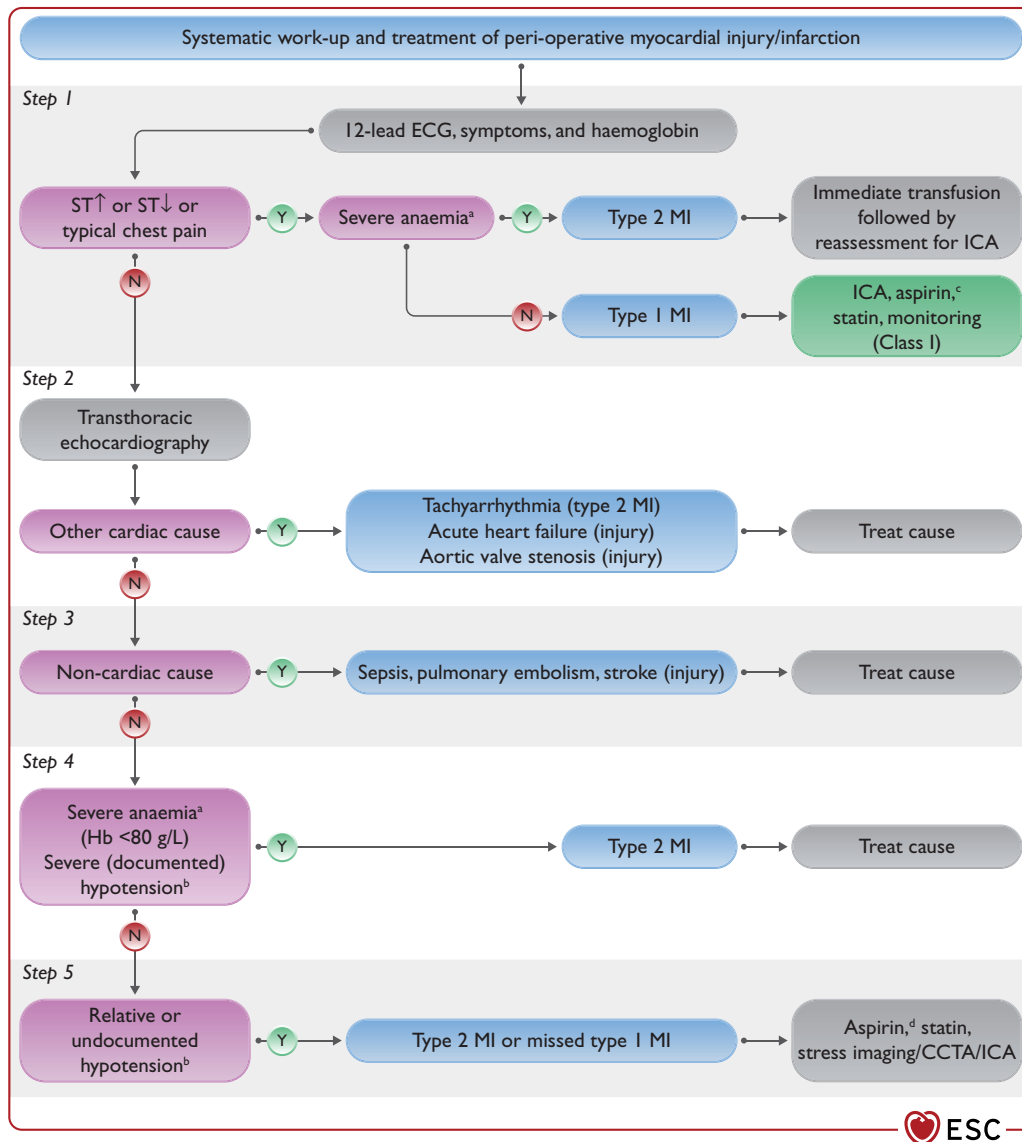 Systematic work-up and treatment of peri-operative myocardial injury/infarction
Step 1
12-lead ECG, symptoms, and haemoglobin
ST↑ or ST↓ or
typical chest pain
Y
Severe anaemiaᵃ
Y
Type 2 MI
Immediate transfusion
followed by
reassessment for ICA
N
N
Type 1 MI
ICA, aspirin,ᶜ
statin, monitoring
(Class I)
Step 2
Transthoracic
echocardiography
Other cardiac cause
Y
Tachyarrhythmia (type 2 MI)
Acute heart failure (injury)
Aortic valve stenosis (injury)
Treat cause
N
Step 3
Non-cardiac cause
Y
Sepsis, pulmonary embolism, stroke (injury)
Treat cause
N
Step 4
Severe anaemiaᵃ
(Hb <80 g/L)
Severe (documented)
hypotensionᵇ
Y
Type 2 MI
Treat cause
N
Step 5
Relative or
undocumented
hypotensionᵇ
Y
Type 2 MI or missed type 1 MI
Aspirin,ᵈ statin,
stress imaging/CCTA/ICA
ESC